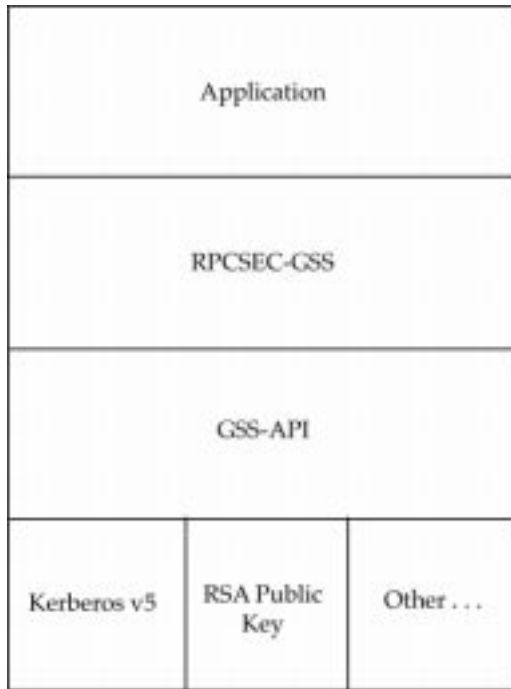 Application
RPCSEC-GSS
GSS-API
Kerberos v5
RSA Public
Key
Other . . .